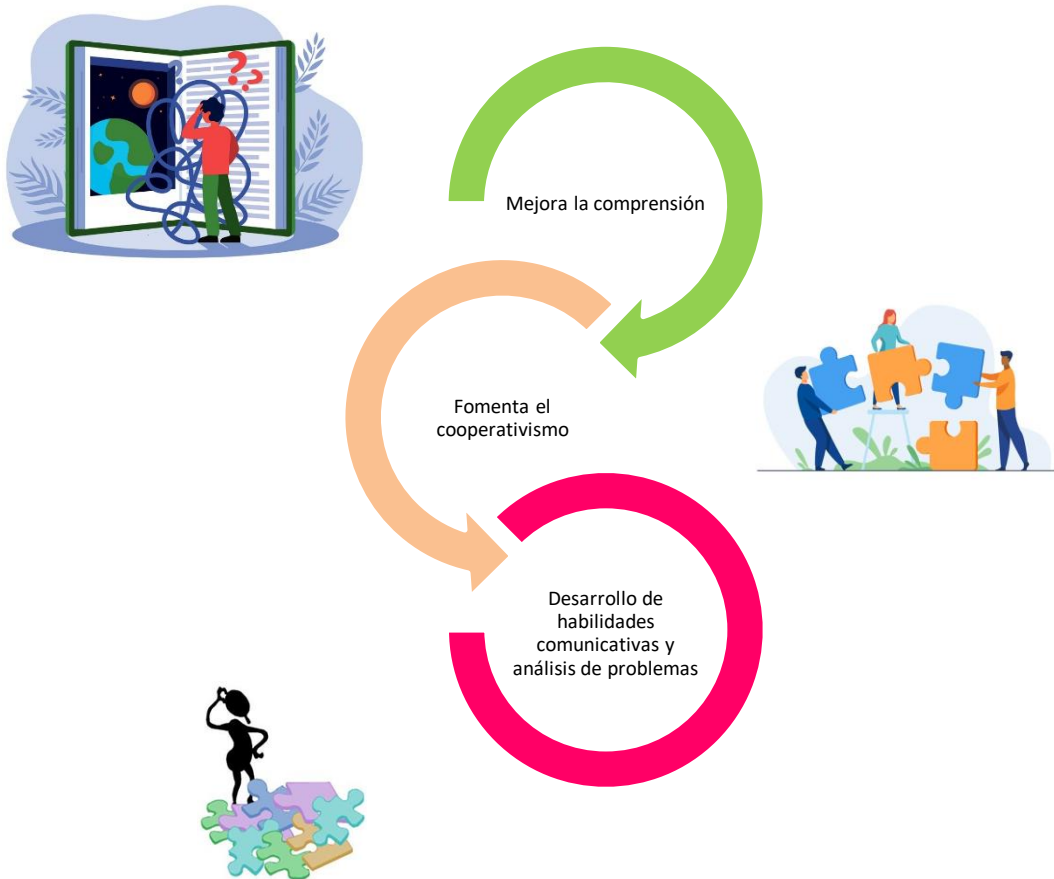 Mejora la comprensión
Fomenta el
cooperativismo
Desarrollo de
habilidades
comunicativas y
análisis de problemas